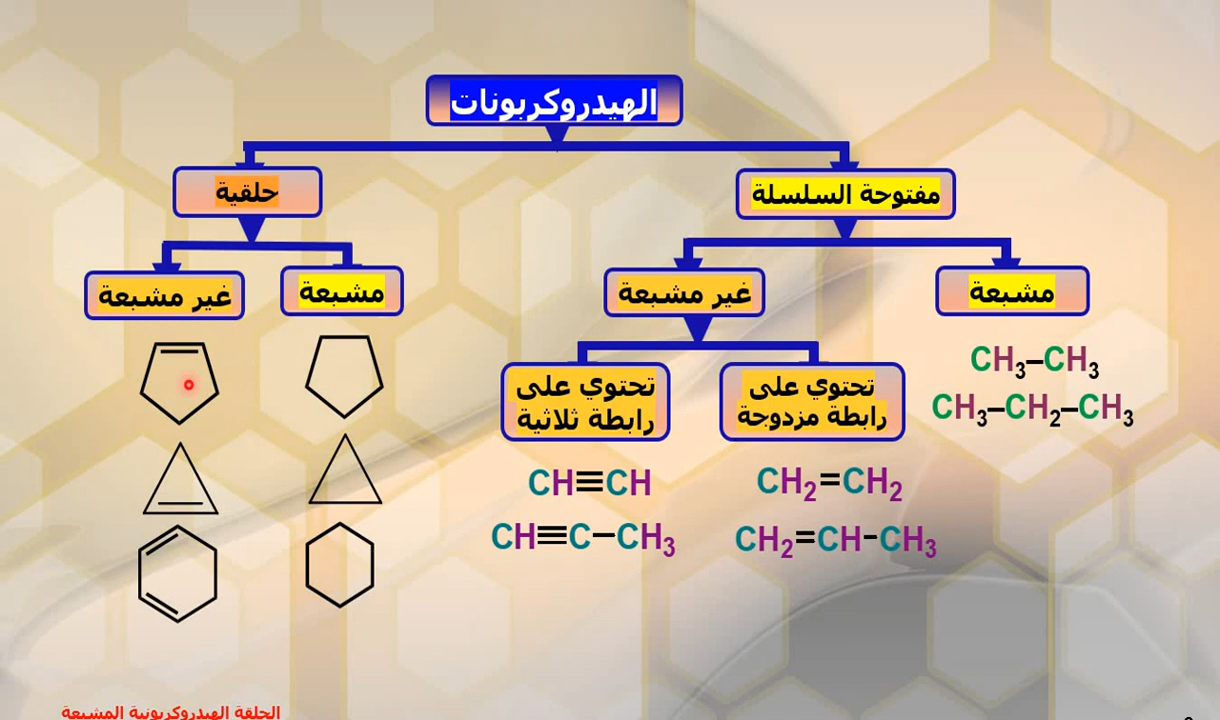 الهيدروكربونات
مفتوحة السلسلة
حلقية
مشبعة
غير مشبعة
مشبعة
غير مشبعة
تحتوي على
رابطة مزدوجة
تحتوي على
رابطة ثلاثية
CH₃–CH₃
CH₃–CH₂–CH₃
CH₂=CH₂
CH₂=CH-CH₃
CH≡CH
CH≡C–CH₃
الحلقة الهيدروكربونية المشبعة